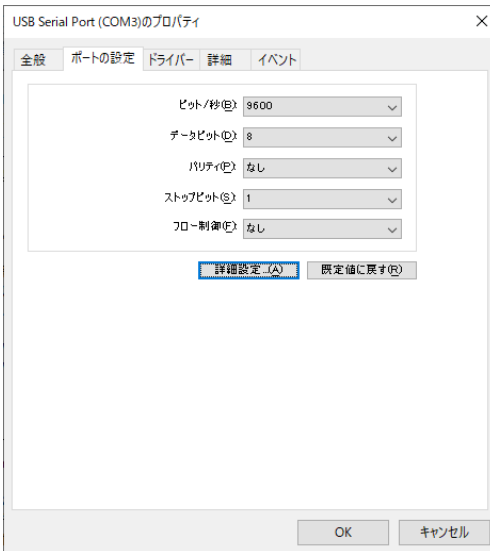 USB Serial Port (COM3)のプロパティ
全般 ポートの設定 ドライバー 詳細 イベント
ビット/秒(B): 9600
データ ビット(D): 8
パリティ(P): なし
ストップ ビット(S): 1
フロー制御(F): なし
詳細設定...(A) 既定値に戻す(R)
OK キャンセル